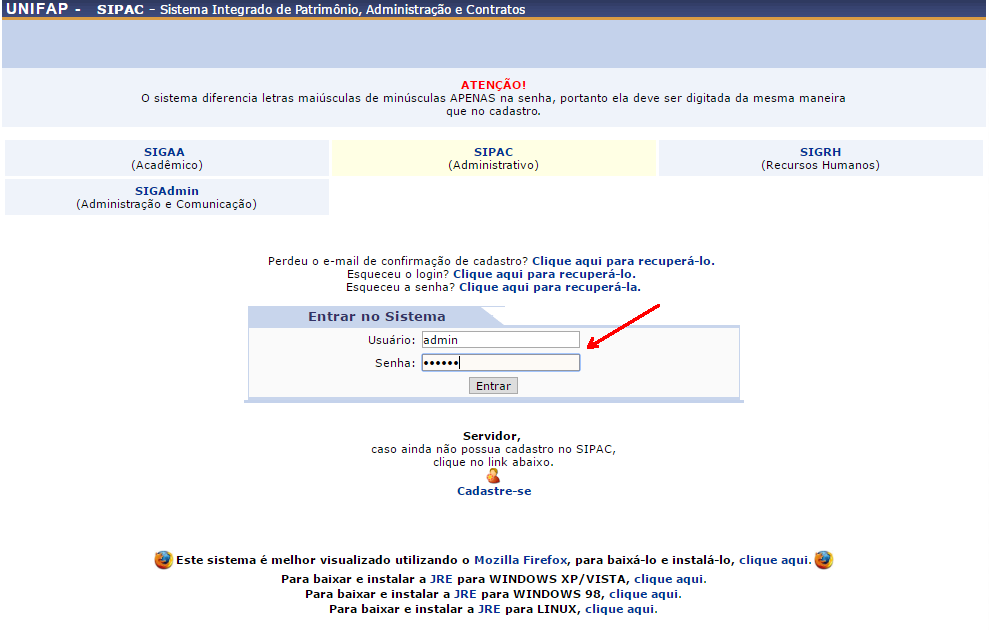 UNIFAP - SIPAC – Sistema Integrado de Patrimônio, Administração e Contratos
ATENÇÃO!
O sistema diferencia letras maiúsculas de minúsculas APENAS na senha, portanto ela deve ser digitada da mesma maneira
que no cadastro.
SIGAA SIPAC SIGRH
(Acadêmico) (Administrativo) (Recursos Humanos)
SIGAdmin
(Administração e Comunicação)
Perdeu o e-mail de confirmação de cadastro? Clique aqui para recuperá-lo.
Esqueceu o login? Clique aqui para recuperá-lo.
Esqueceu a senha? Clique aqui para recuperá-la.
Entrar no Sistema
Usuário: admin
Senha: ••••••
Entrar
Servidor,
caso ainda não possua cadastro no SIPAC,
clique no link abaixo.
Cadastre-se
Este sistema é melhor visualizado utilizando o Mozilla Firefox, para baixá-lo e instalá-lo, clique aqui.
Para baixar e instalar a JRE para WINDOWS XP/VISTA, clique aqui.
Para baixar e instalar a JRE para WINDOWS 98, clique aqui.
Para baixar e instalar a JRE para LINUX, clique aqui.